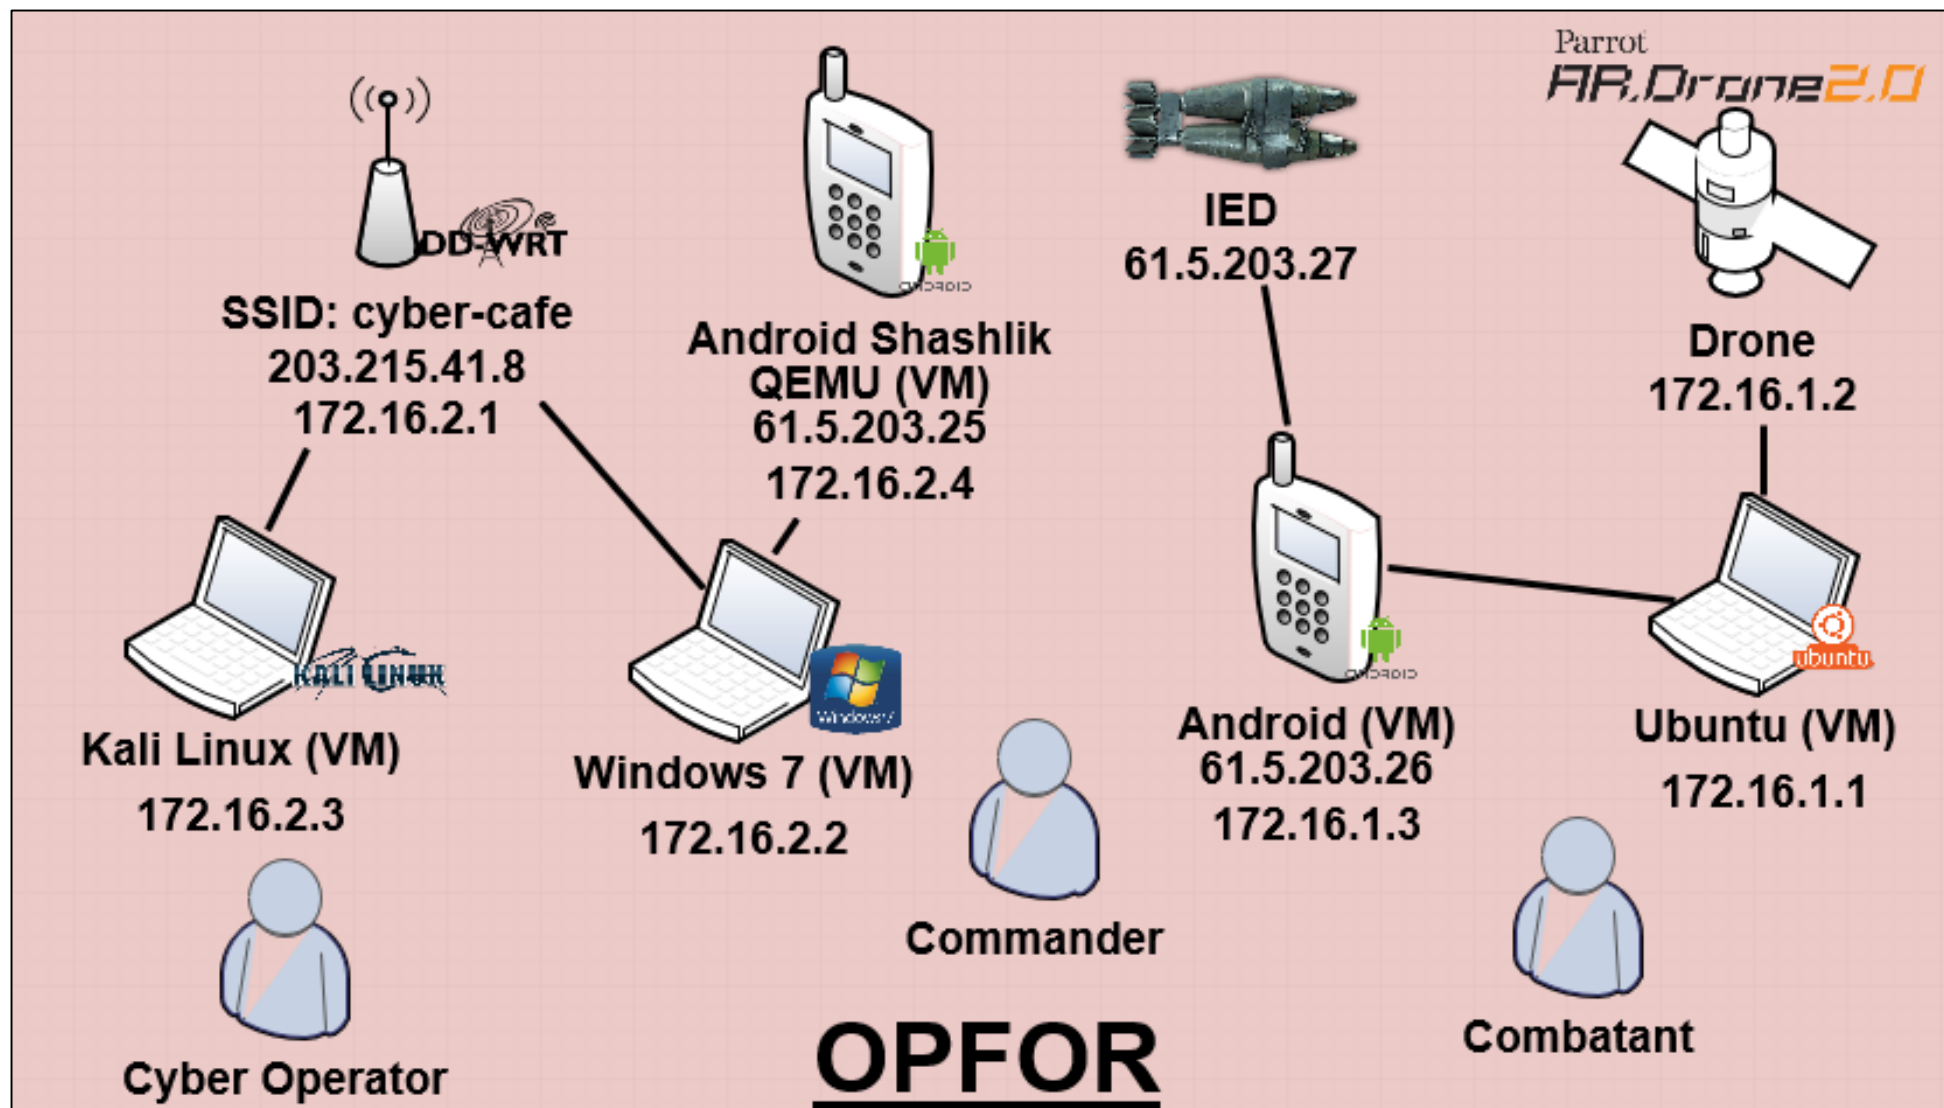 Parrot
AR.Drone2.0
DD-WRT
SSID: cyber-cafe
203.215.41.8
172.16.2.1
ANDROID
Android Shashlik
QEMU (VM)
61.5.203.25
172.16.2.4
IED
61.5.203.27
Drone
172.16.1.2
KALI LINUX
Kali Linux (VM)
172.16.2.3
Windows 7
Windows 7 (VM)
172.16.2.2
ANDROID
Android (VM)
61.5.203.26
172.16.1.3
ubuntu
Ubuntu (VM)
172.16.1.1
Cyber Operator
Commander
Combatant
OPFOR